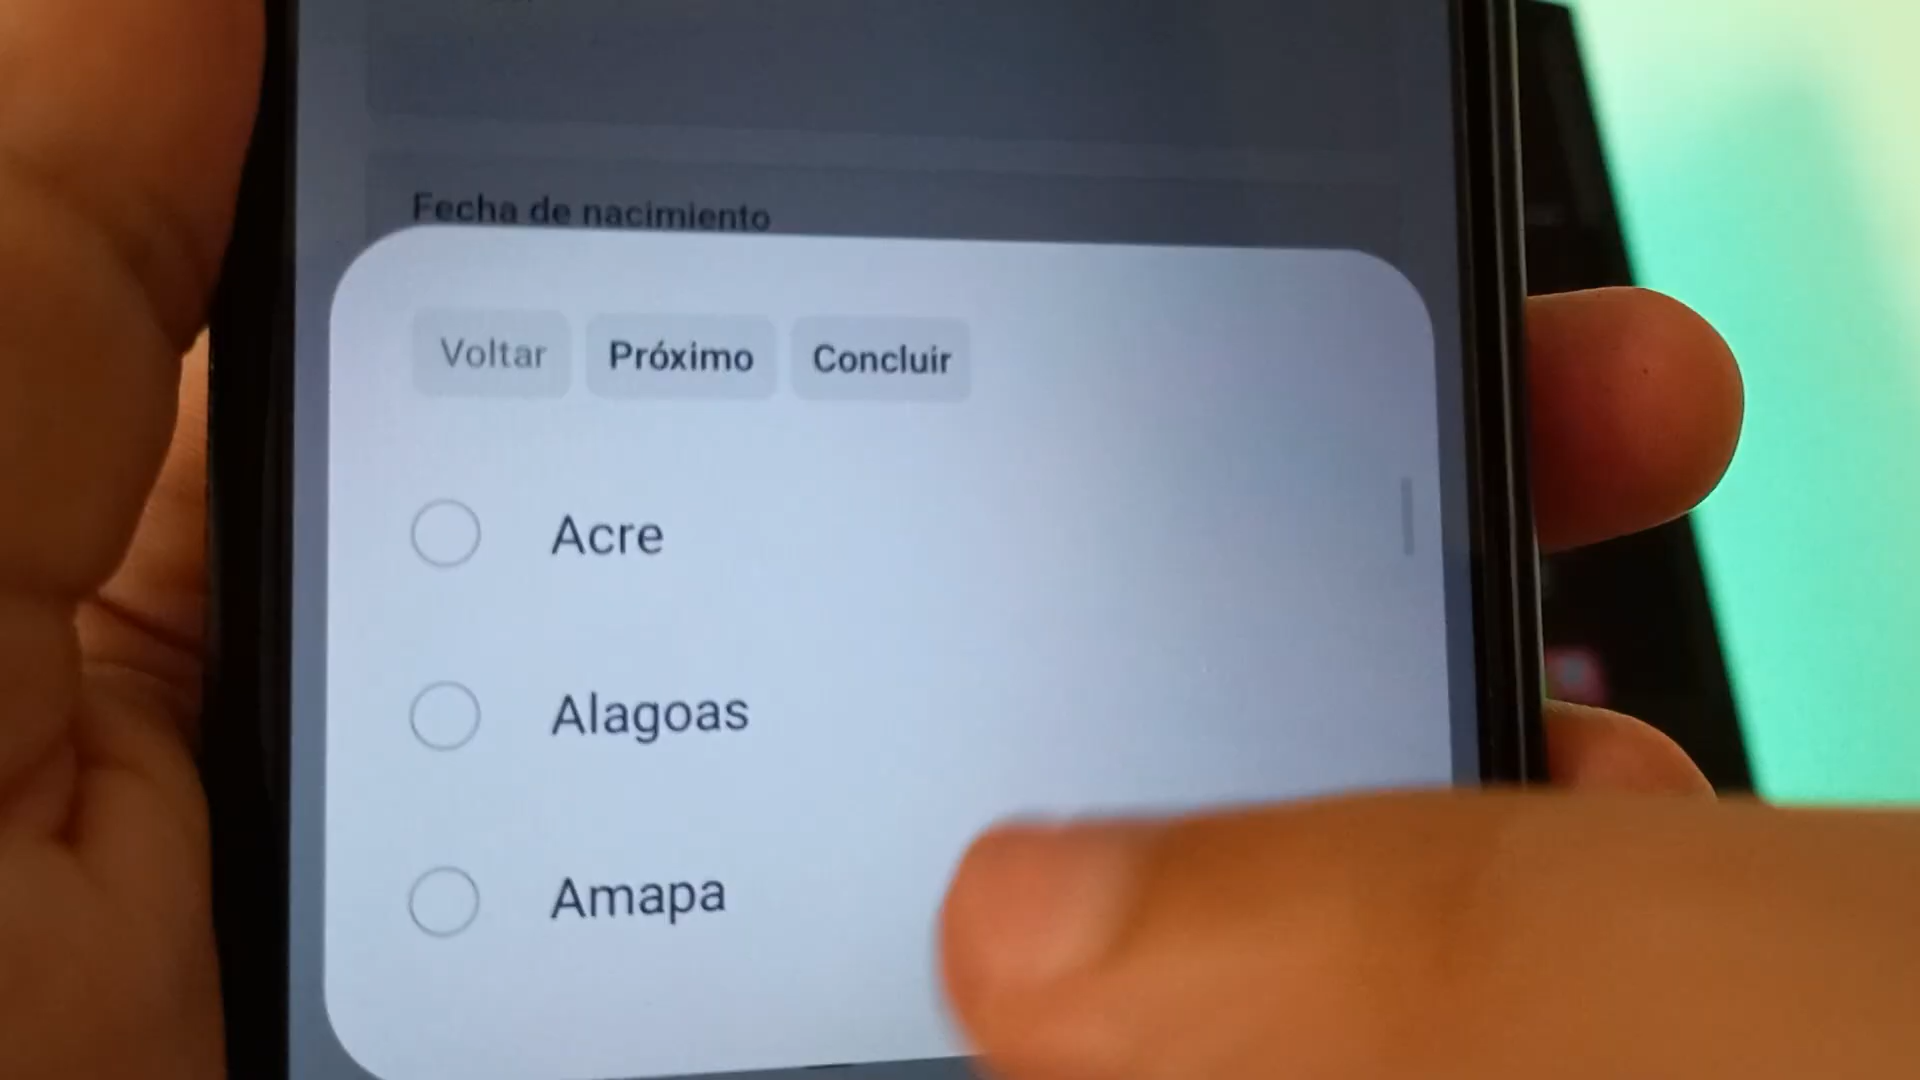 Fecha de nacimiento
Voltar Próximo Concluir
Acre
Alagoas
Amapa